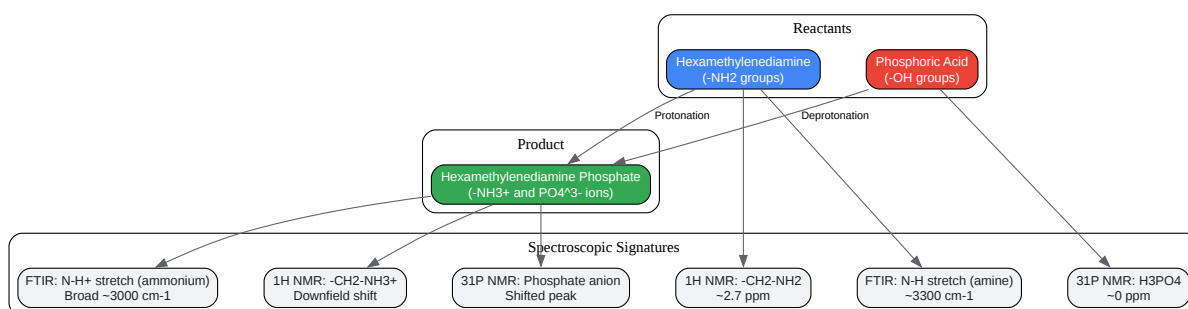 Reactants
Hexamethylenediamine
(-NH2 groups)
Phosphoric Acid
(-OH groups)
Protonation
Deprotonation
Product
Hexamethylenediamine Phosphate
(-NH3+ and PO4^3- ions)
Spectroscopic Signatures
FTIR: N-H+ stretch (ammonium)
Broad ~3000 cm-1
1H NMR: -CH2-NH3+
Downfield shift
31P NMR: Phosphate anion
Shifted peak
1H NMR: -CH2-NH2
~2.7 ppm
FTIR: N-H stretch (amine)
~3300 cm-1
31P NMR: H3PO4
~0 ppm